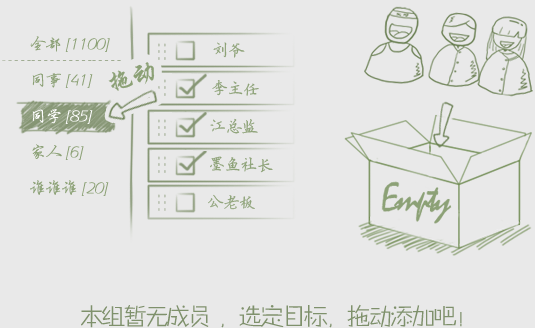 全部 [1100]
同事 [41]
同学 [85]
家人 [6]
谁谁谁 [20]
拖动
刘爷
李主任
江总监
墨鱼社长
公老板
Empty
本组暂无成员，选定目标，拖动添加吧！